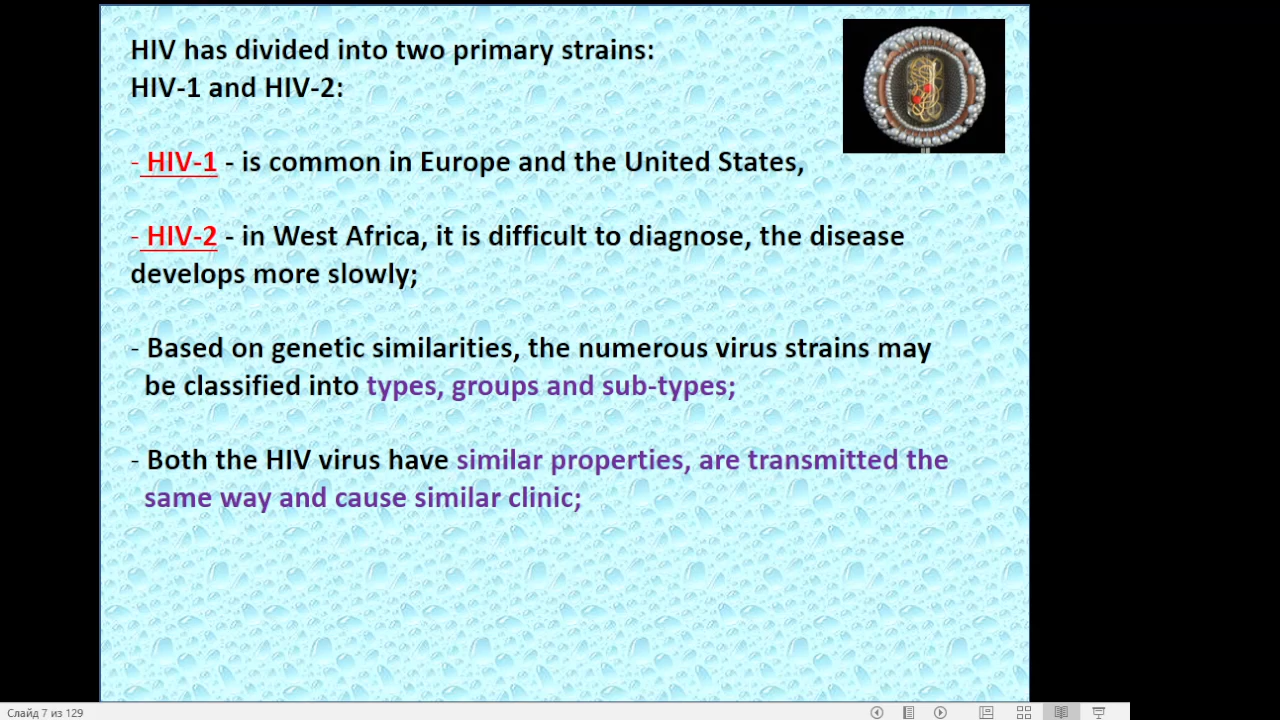 HIV has divided into two primary strains:
HIV-1 and HIV-2:
- HIV-1 - is common in Europe and the United States,
- HIV-2 - in West Africa, it is difficult to diagnose, the disease
develops more slowly;
- Based on genetic similarities, the numerous virus strains may
be classified into types, groups and sub-types;
- Both the HIV virus have similar properties, are transmitted the
same way and cause similar clinic;
Слайд 7 из 129